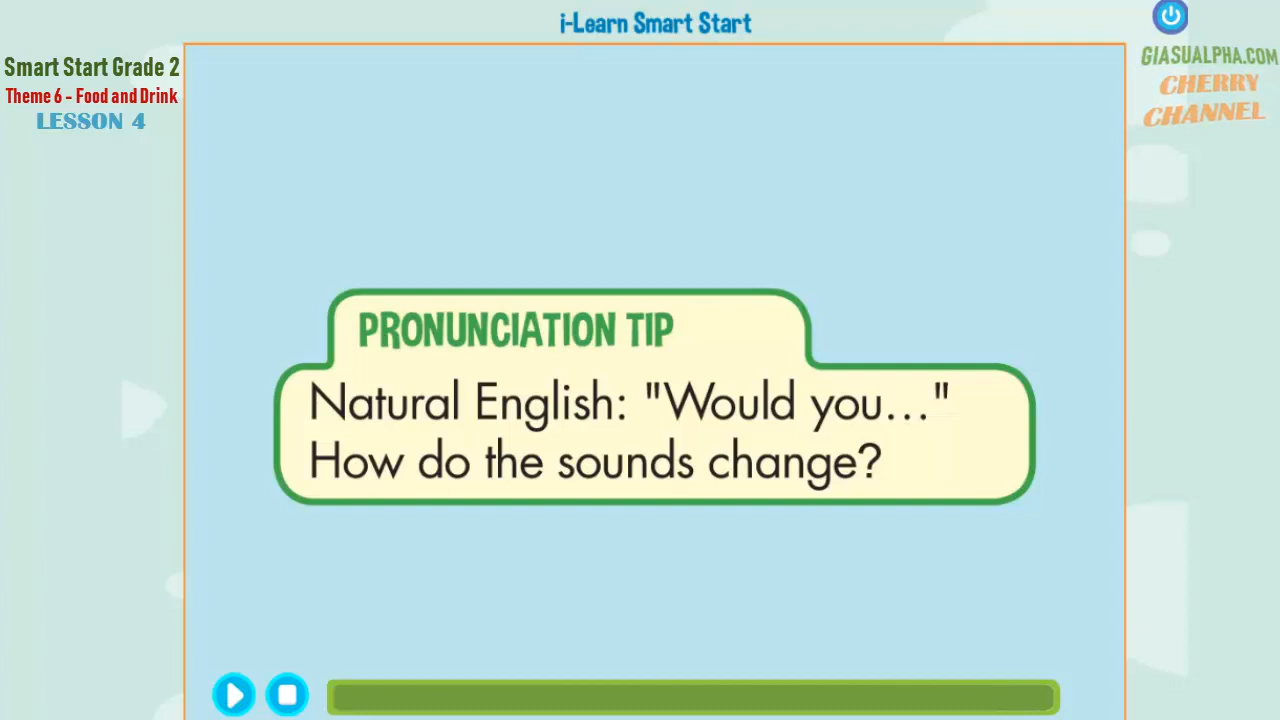 i-Learn Smart Start
Smart Start Grade 2
Theme 6 - Food and Drink
LESSON 4
GIASUALPHA.COM
CHERRY
CHANNEL
PRONUNCIATION TIP
Natural English: "Would you..."
How do the sounds change?